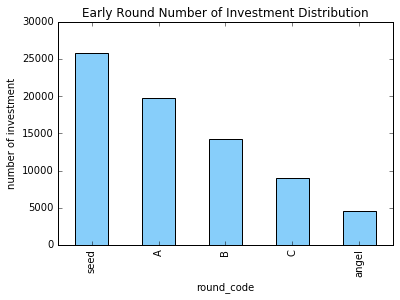 Early Round Number of Investment Distribution
30000
25000
20000
15000
10000
5000
0
number of investment
seed
A
B
C
angel
round_code